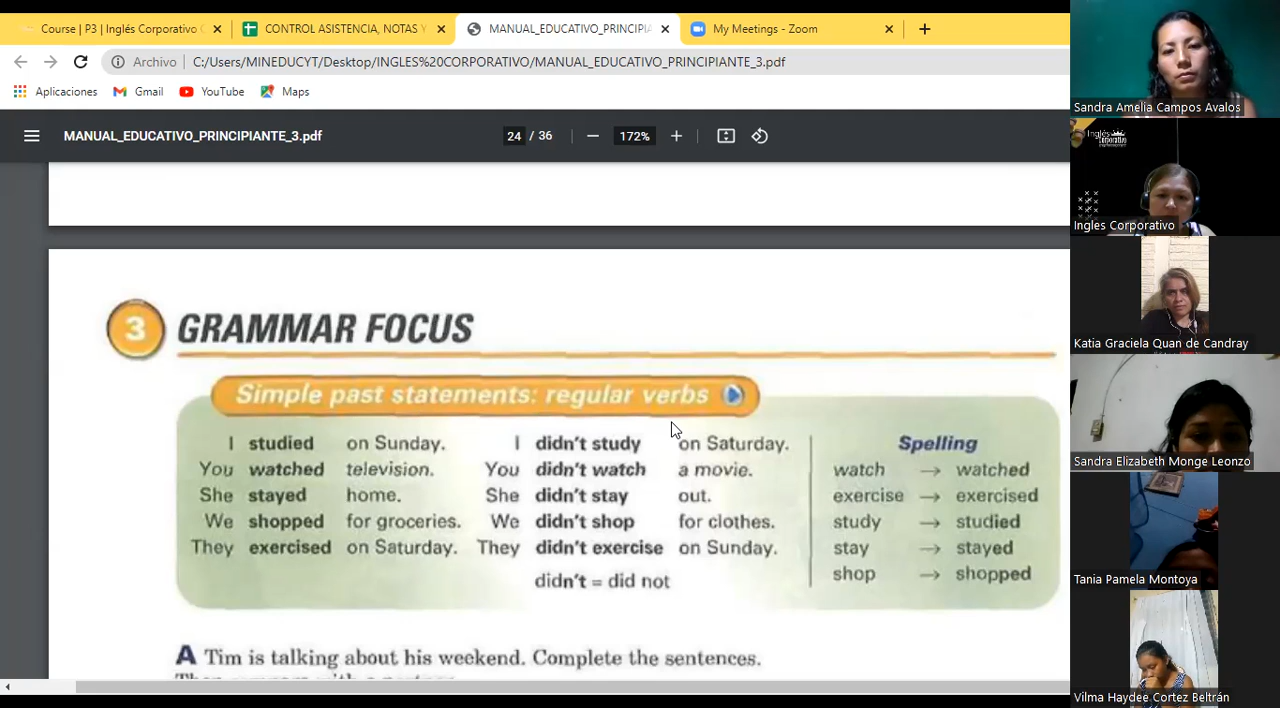 Course | P3 | Inglés Corporativo
CONTROL ASISTENCIA, NOTAS Y
MANUAL_EDUCATIVO_PRINCIPIA
My Meetings - Zoom
Archivo
C:/Users/MINEDUCYT/Desktop/INGLES%20CORPORATIVO/MANUAL_EDUCATIVO_PRINCIPIANTE_3.pdf
Aplicaciones Gmail YouTube Maps
MANUAL_EDUCATIVO_PRINCIPIANTE_3.pdf
24 / 36
172%
3 GRAMMAR FOCUS
Simple past statements: regular verbs
I studied on Sunday. I didn't study on Saturday. Spelling
You watched television. You didn't watch a movie. watch → watched
She stayed home. She didn't stay out. exercise → exercised
We shopped for groceries. We didn't shop for clothes. study → studied
They exercised on Saturday. They didn't exercise on Sunday. stay → stayed
didn't = did not shop → shopped
A Tim is talking about his weekend. Complete the sentences.
Sandra Amelia Campos Avalos
Inglés
Corporativo
Ingles Corporativo
Katia Graciela Quan de Candray
Sandra Elizabeth Monge Leonzo
Tania Pamela Montoya
Vilma Haydee Cortez Beltrán